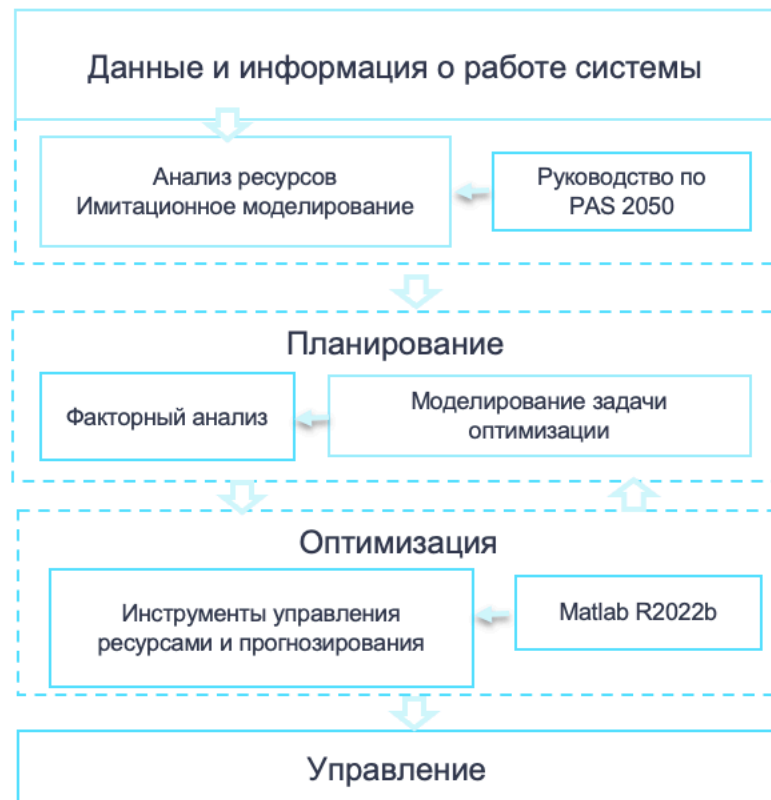 Данные и информация о работе системы
Анализ ресурсов
Имитационное моделирование
Руководство по
PAS 2050
Планирование
Факторный анализ
Моделирование задачи
оптимизации
Оптимизация
Инструменты управления
ресурсами и прогнозирования
Matlab R2022b
Управление